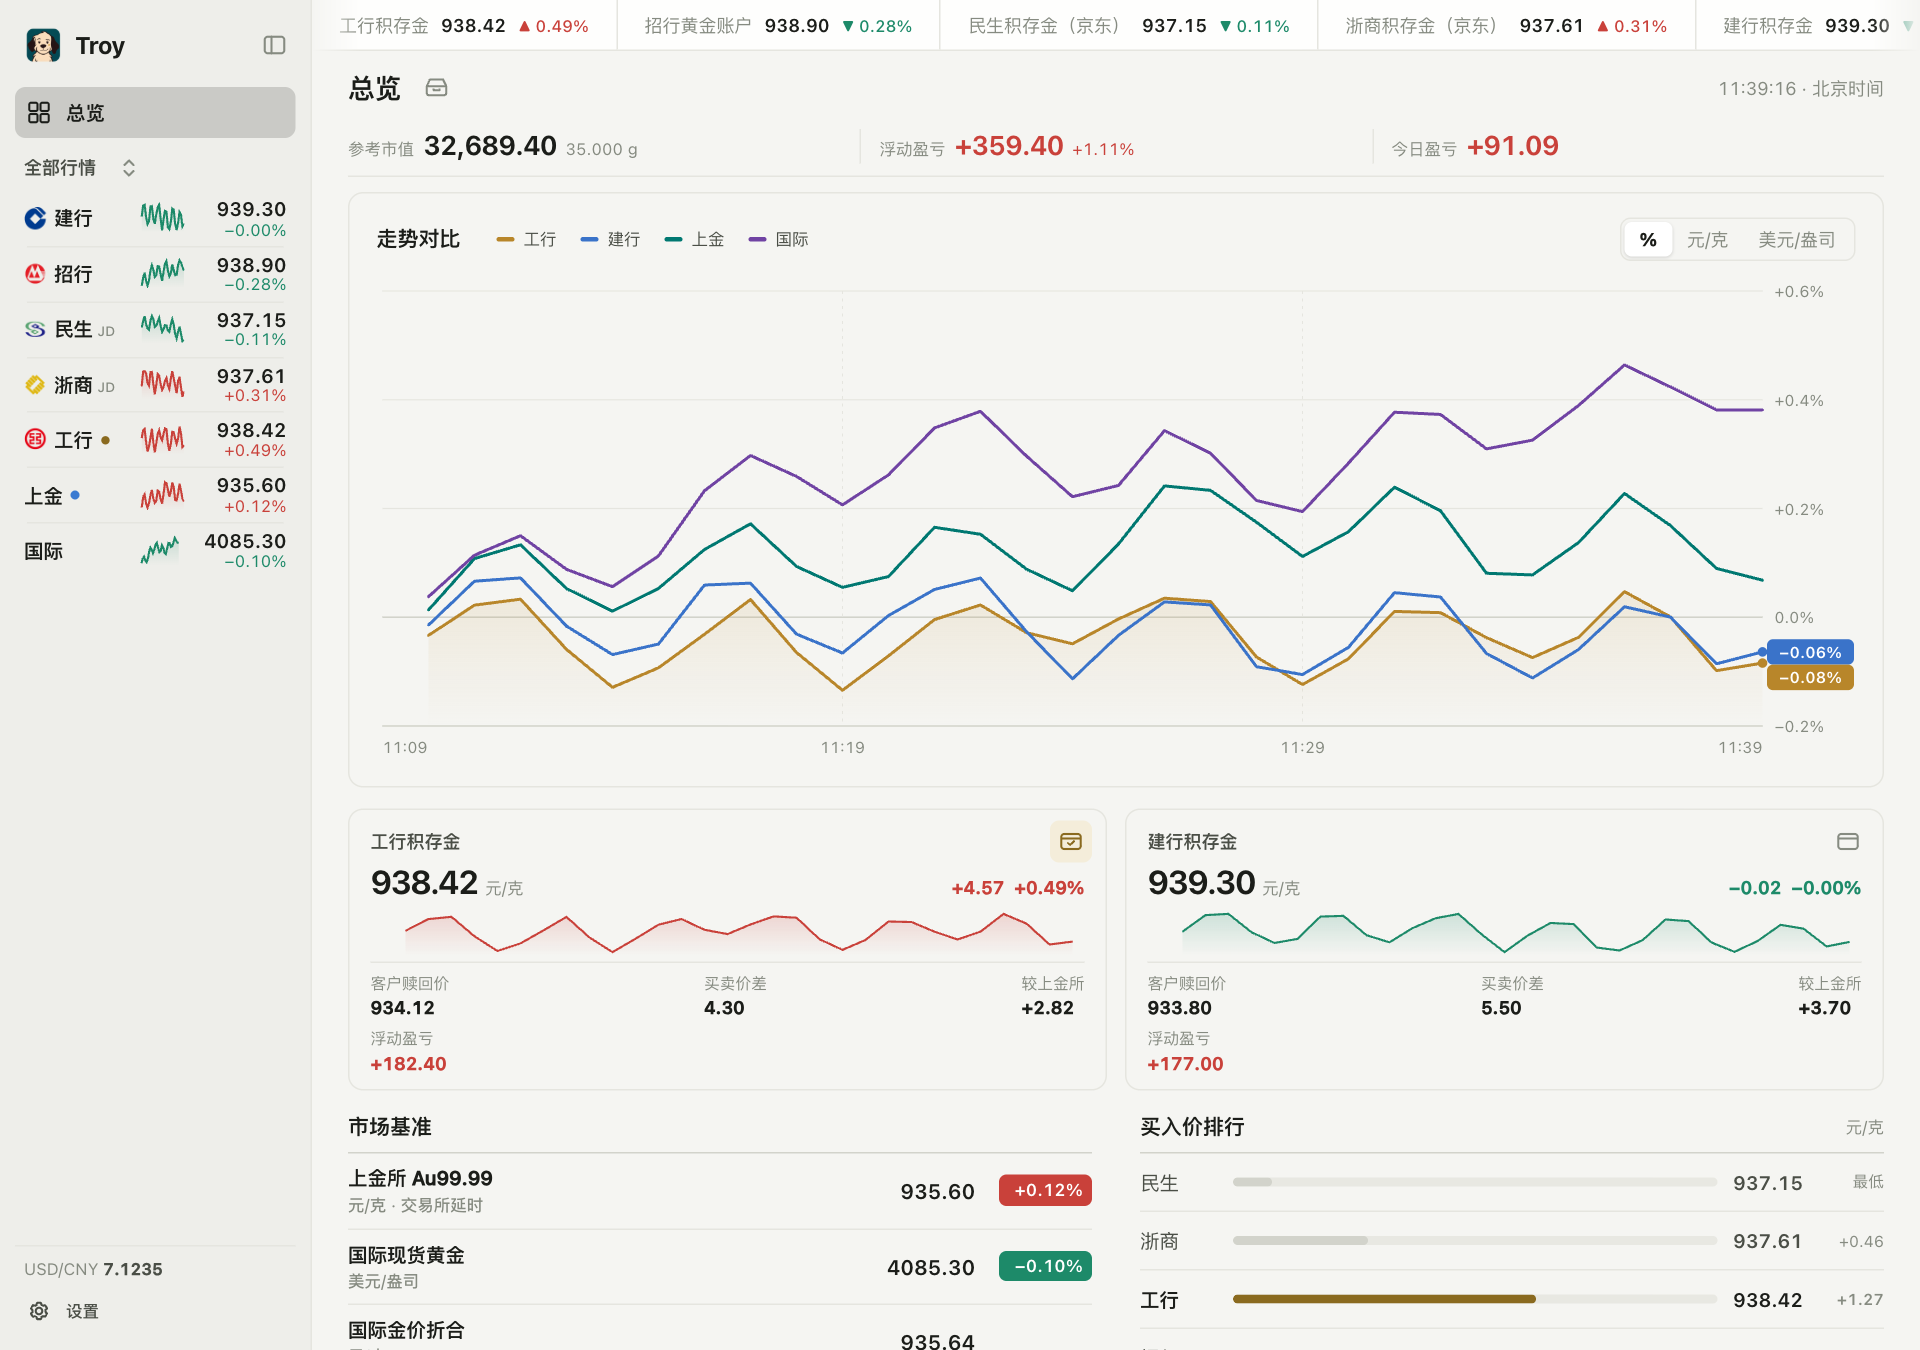 工行积存金 938.42 ▲0.49% 招行黄金账户 938.90 ▼0.28% 民生积存金（京东） 937.15 ▼0.11% 浙商积存金（京东） 937.61 ▲0.31% 建行积存金 939.30 ▼
Troy
总览
全部行情
建行 939.30 −0.00%
招行 938.90 −0.28%
民生 JD 937.15 −0.11%
浙商 JD 937.61 +0.31%
工行 938.42 +0.49%
上金 935.60 +0.12%
国际 4085.30 −0.10%
USD/CNY 7.1235
设置
总览
11:39:16 · 北京时间
参考市值 32,689.40 35.000 g 浮动盈亏 +359.40 +1.11% 今日盈亏 +91.09
走势对比 工行 建行 上金 国际 % 元/克 美元/盎司
+0.6%
+0.4%
+0.2%
0.0%
−0.06%
−0.08%
−0.2%
11:09 11:19 11:29 11:39
工行积存金
938.42 元/克 +4.57 +0.49%
客户赎回价 买卖价差 较上金所
934.12 4.30 +2.82
浮动盈亏
+182.40
建行积存金
939.30 元/克 −0.02 −0.00%
客户赎回价 买卖价差 较上金所
933.80 5.50 +3.70
浮动盈亏
+177.00
市场基准
上金所 Au99.99
元/克 · 交易所延时
935.60 +0.12%
国际现货黄金
美元/盎司
4085.30 −0.10%
国际金价折合
935.64
买入价排行 元/克
民生 937.15 最低
浙商 937.61 +0.46
工行 938.42 +1.27